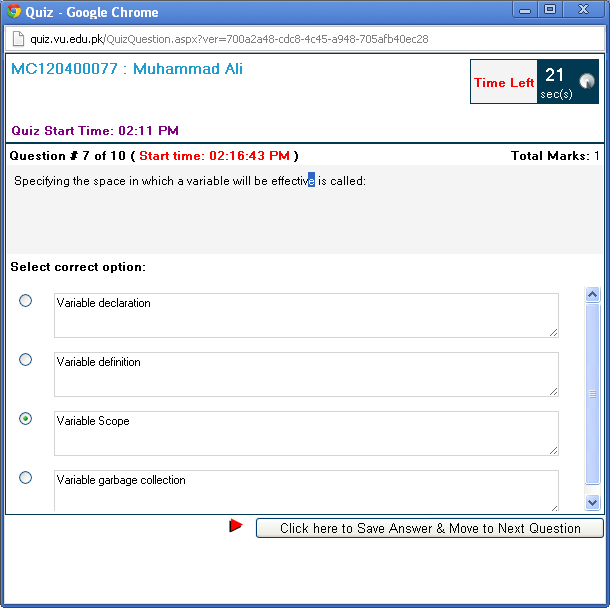 Quiz - Google Chrome
quiz.vu.edu.pk/QuizQuestion.aspx?ver=700a2a48-cdc8-4c45-a948-705afb40ec28
MC120400077 : Muhammad Ali
Time Left 21
sec(s)
Quiz Start Time: 02:11 PM
Question # 7 of 10 ( Start time: 02:16:43 PM ) Total Marks: 1
Specifying the space in which a variable will be effective is called:
Select correct option:
Variable declaration
Variable definition
Variable Scope
Variable garbage collection
Click here to Save Answer & Move to Next Question